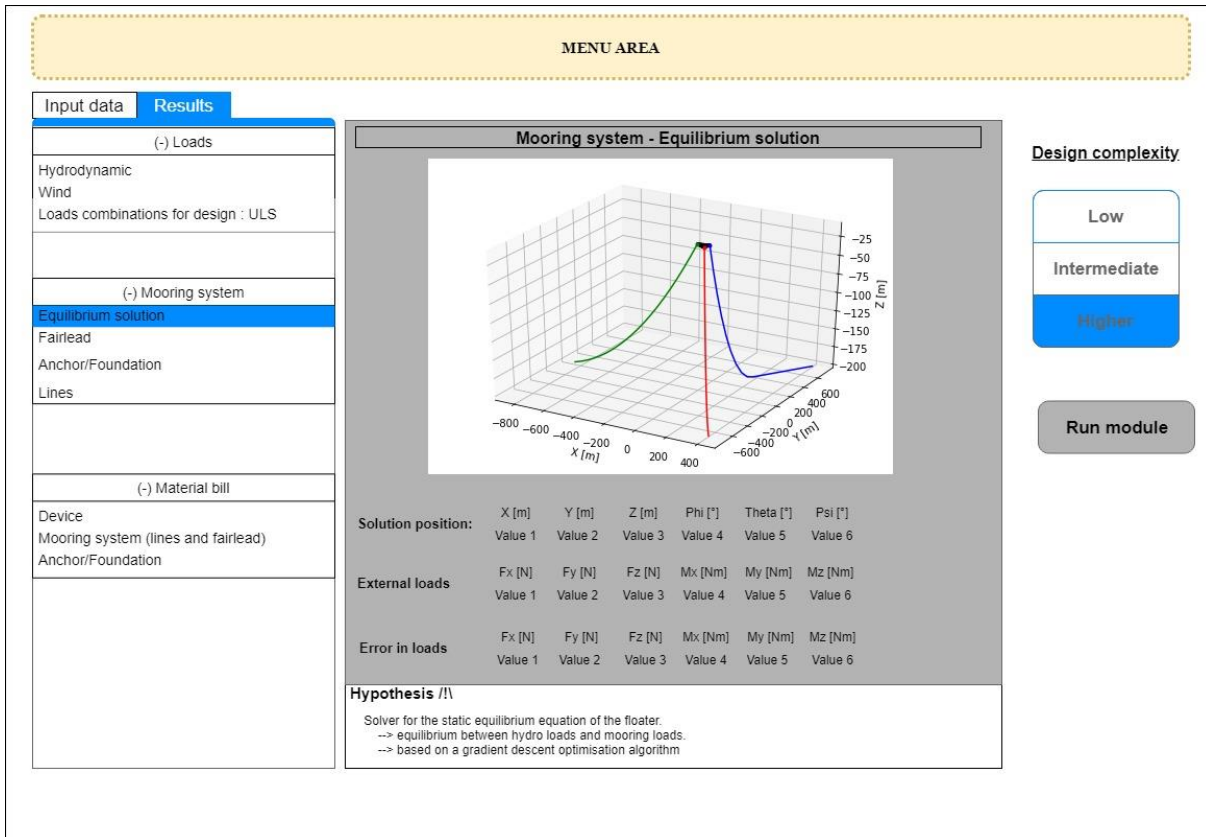 MENU AREA
Input data Results
(-) Loads
Hydrodynamic
Wind
Loads combinations for design : ULS
(-) Mooring system
Equilibrium solution
Fairlead
Anchor/Foundation
Lines
(-) Material bill
Device
Mooring system (lines and fairlead)
Anchor/Foundation
Mooring system - Equilibrium solution
−25
−50
−75
−100
−125
−150
−175
−200
Z [m]
−800 −600 −400 −200 0 200 400
X [m]
−600 −400 −200 0 200 400 600
Y [m]
Solution position: X [m] Y [m] Z [m] Phi [°] Theta [°] Psi [°]
Value 1 Value 2 Value 3 Value 4 Value 5 Value 6
External loads Fx [N] Fy [N] Fz [N] Mx [Nm] My [Nm] Mz [Nm]
Value 1 Value 2 Value 3 Value 4 Value 5 Value 6
Error in loads Fx [N] Fy [N] Fz [N] Mx [Nm] My [Nm] Mz [Nm]
Value 1 Value 2 Value 3 Value 4 Value 5 Value 6
Hypothesis /!\
Solver for the static equilibrium equation of the floater.
--> equilibrium between hydro loads and mooring loads.
--> based on a gradient descent optimisation algorithm
Design complexity
Low
Intermediate
Higher
Run module